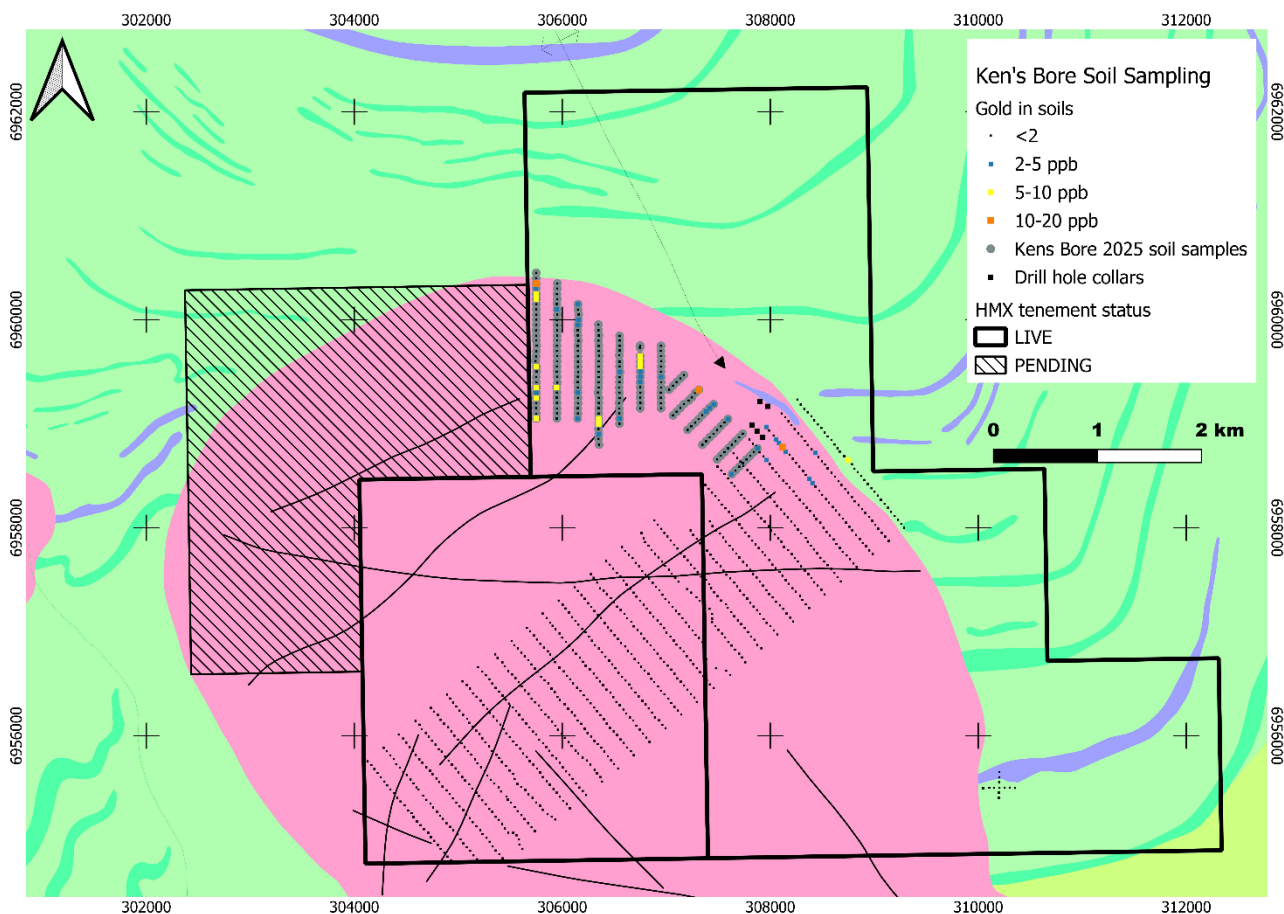 302000 304000 306000 308000 310000 312000
6962000
6960000
6958000
6956000
Ken's Bore Soil Sampling
Gold in soils
<2
2-5 ppb
5-10 ppb
10-20 ppb
Kens Bore 2025 soil samples
Drill hole collars
HMX tenement status
LIVE
PENDING
0 1 2 km
6962000
6960000
6958000
6956000
302000 304000 306000 308000 310000 312000